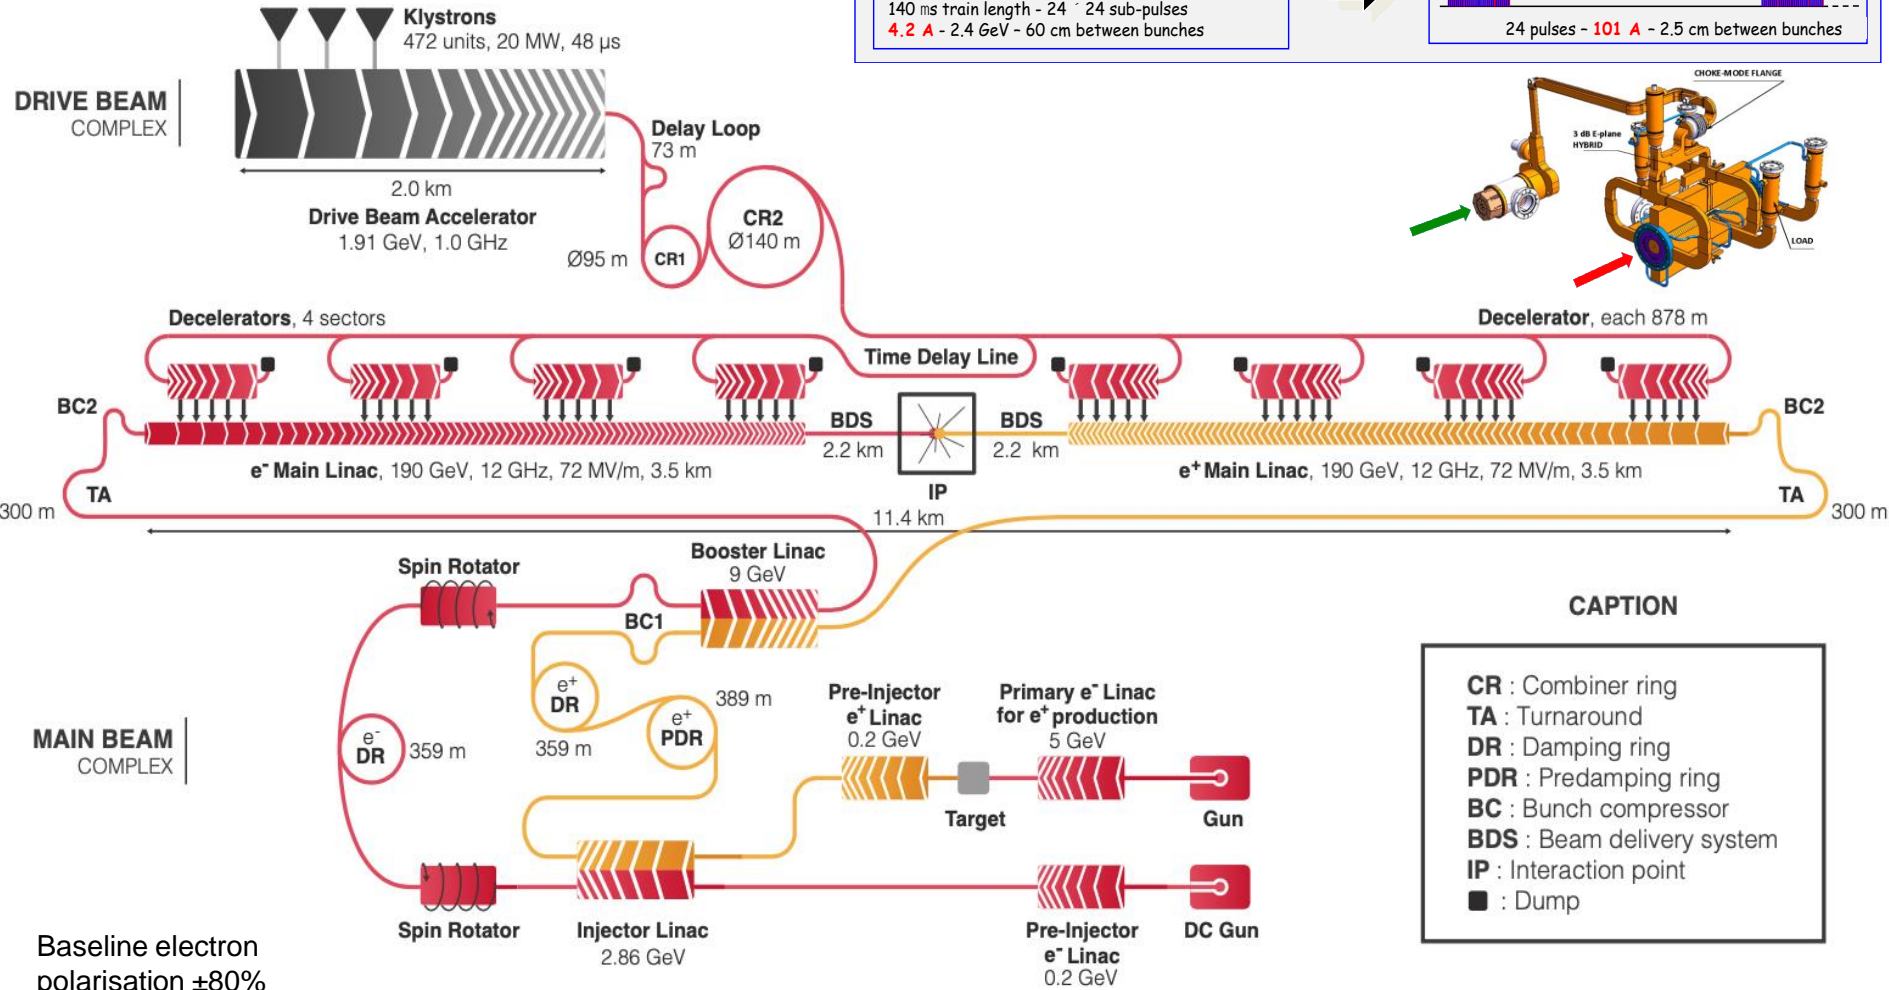 140 ms train length - 24 ´ 24 sub-pulses
4.2 A - 2.4 GeV – 60 cm between bunches
24 pulses – 101 A – 2.5 cm between bunches
CHOKE-MODE FLANGE
3 dB E-plane
HYBRID
LOAD
Klystrons
472 units, 20 MW, 48 µs
DRIVE BEAM
COMPLEX
2.0 km
Drive Beam Accelerator
1.91 GeV, 1.0 GHz
Delay Loop
73 m
CR2
Ø140 m
Ø95 m
CR1
Decelerators, 4 sectors
Decelerator, each 878 m
Time Delay Line
BC2
BDS
2.2 km
BDS
2.2 km
BC2
e- Main Linac, 190 GeV, 12 GHz, 72 MV/m, 3.5 km
e+ Main Linac, 190 GeV, 12 GHz, 72 MV/m, 3.5 km
IP
TA
300 m
TA
300 m
11.4 km
Spin Rotator
Booster Linac
9 GeV
BC1
MAIN BEAM
COMPLEX
e-
DR
359 m
e+
DR
359 m
e+
PDR
389 m
Pre-Injector
e+ Linac
0.2 GeV
Primary e- Linac
for e+ production
5 GeV
Target
Gun
Spin Rotator
Injector Linac
2.86 GeV
Pre-Injector
e- Linac
0.2 GeV
DC Gun
CAPTION
CR : Combiner ring
TA : Turnaround
DR : Damping ring
PDR : Predamping ring
BC : Bunch compressor
BDS : Beam delivery system
IP : Interaction point
: Dump
Baseline electron
polarisation ±80%